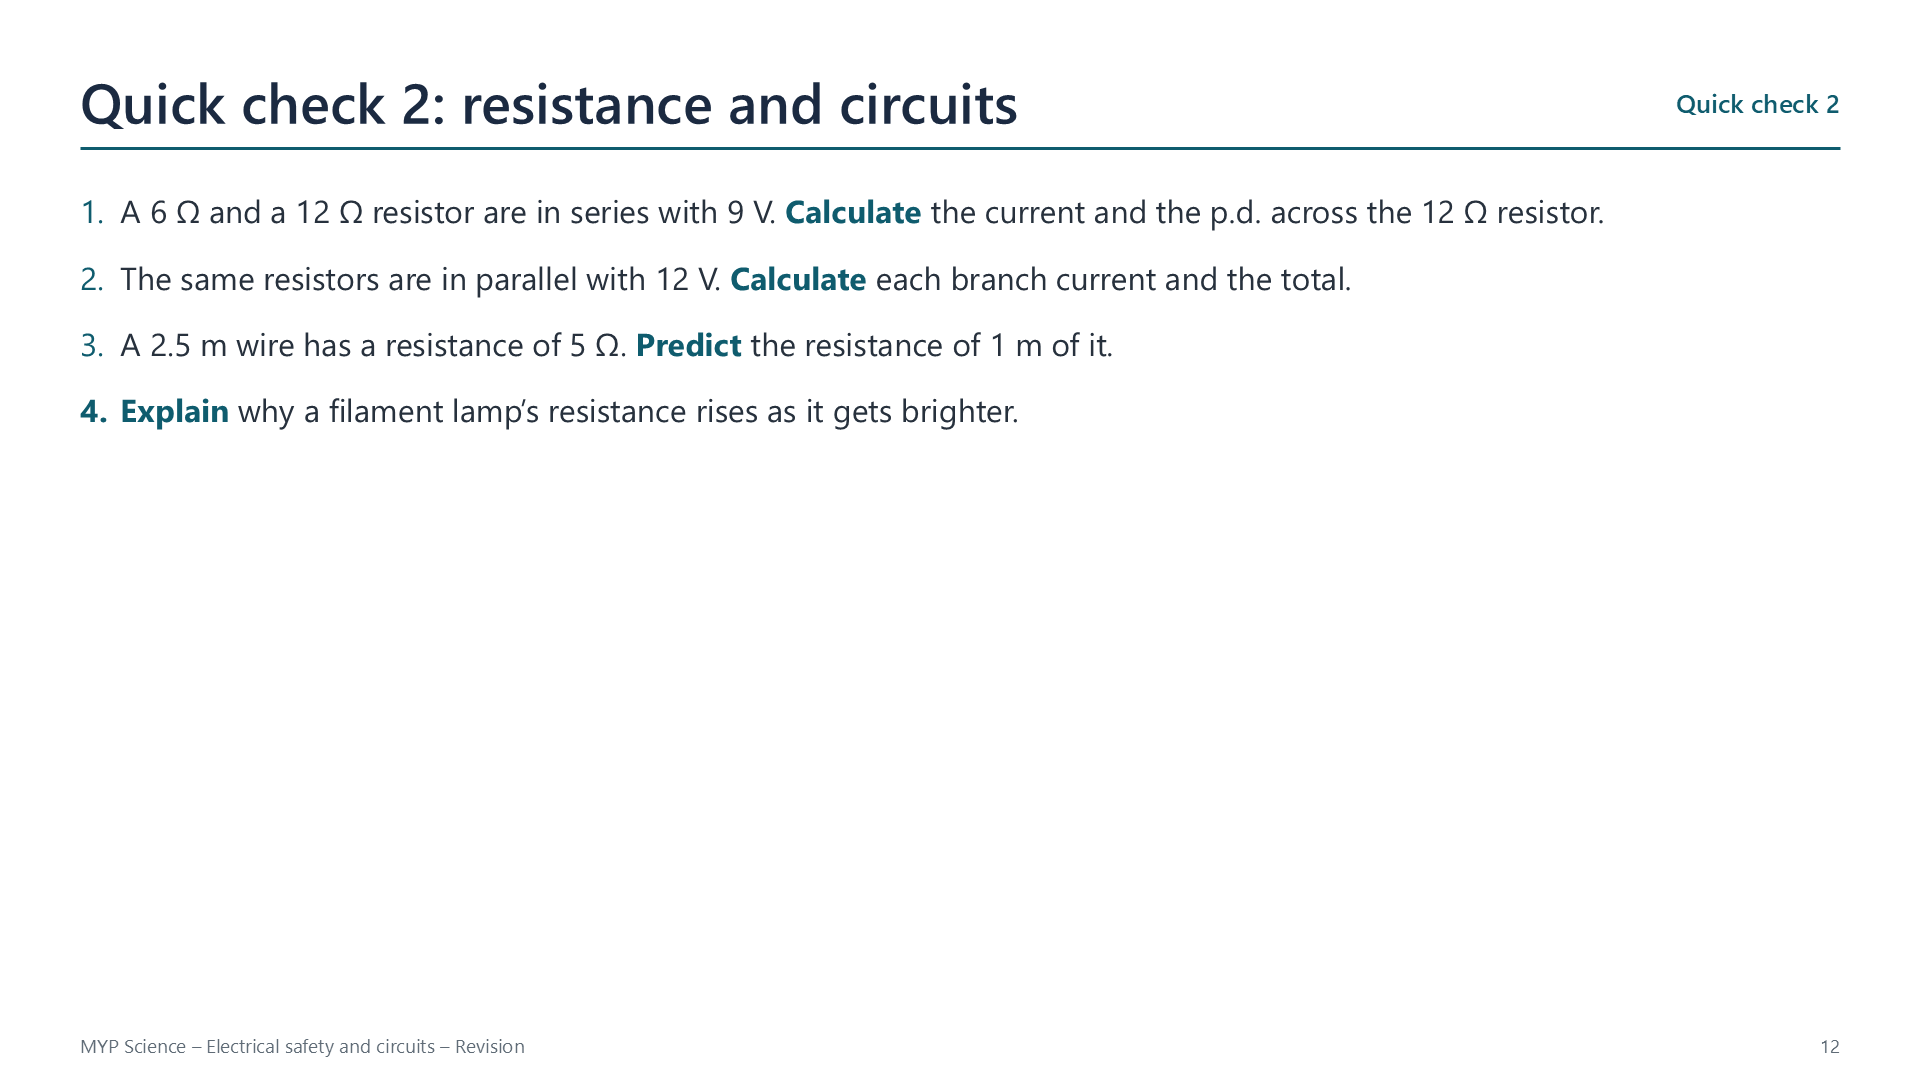 Quick check 2: resistance and circuits
Quick check 2
1. A 6 Ω and a 12 Ω resistor are in series with 9 V. Calculate the current and the p.d. across the 12 Ω resistor.
2. The same resistors are in parallel with 12 V. Calculate each branch current and the total.
3. A 2.5 m wire has a resistance of 5 Ω. Predict the resistance of 1 m of it.
4. Explain why a filament lamp’s resistance rises as it gets brighter.
MYP Science – Electrical safety and circuits – Revision
12